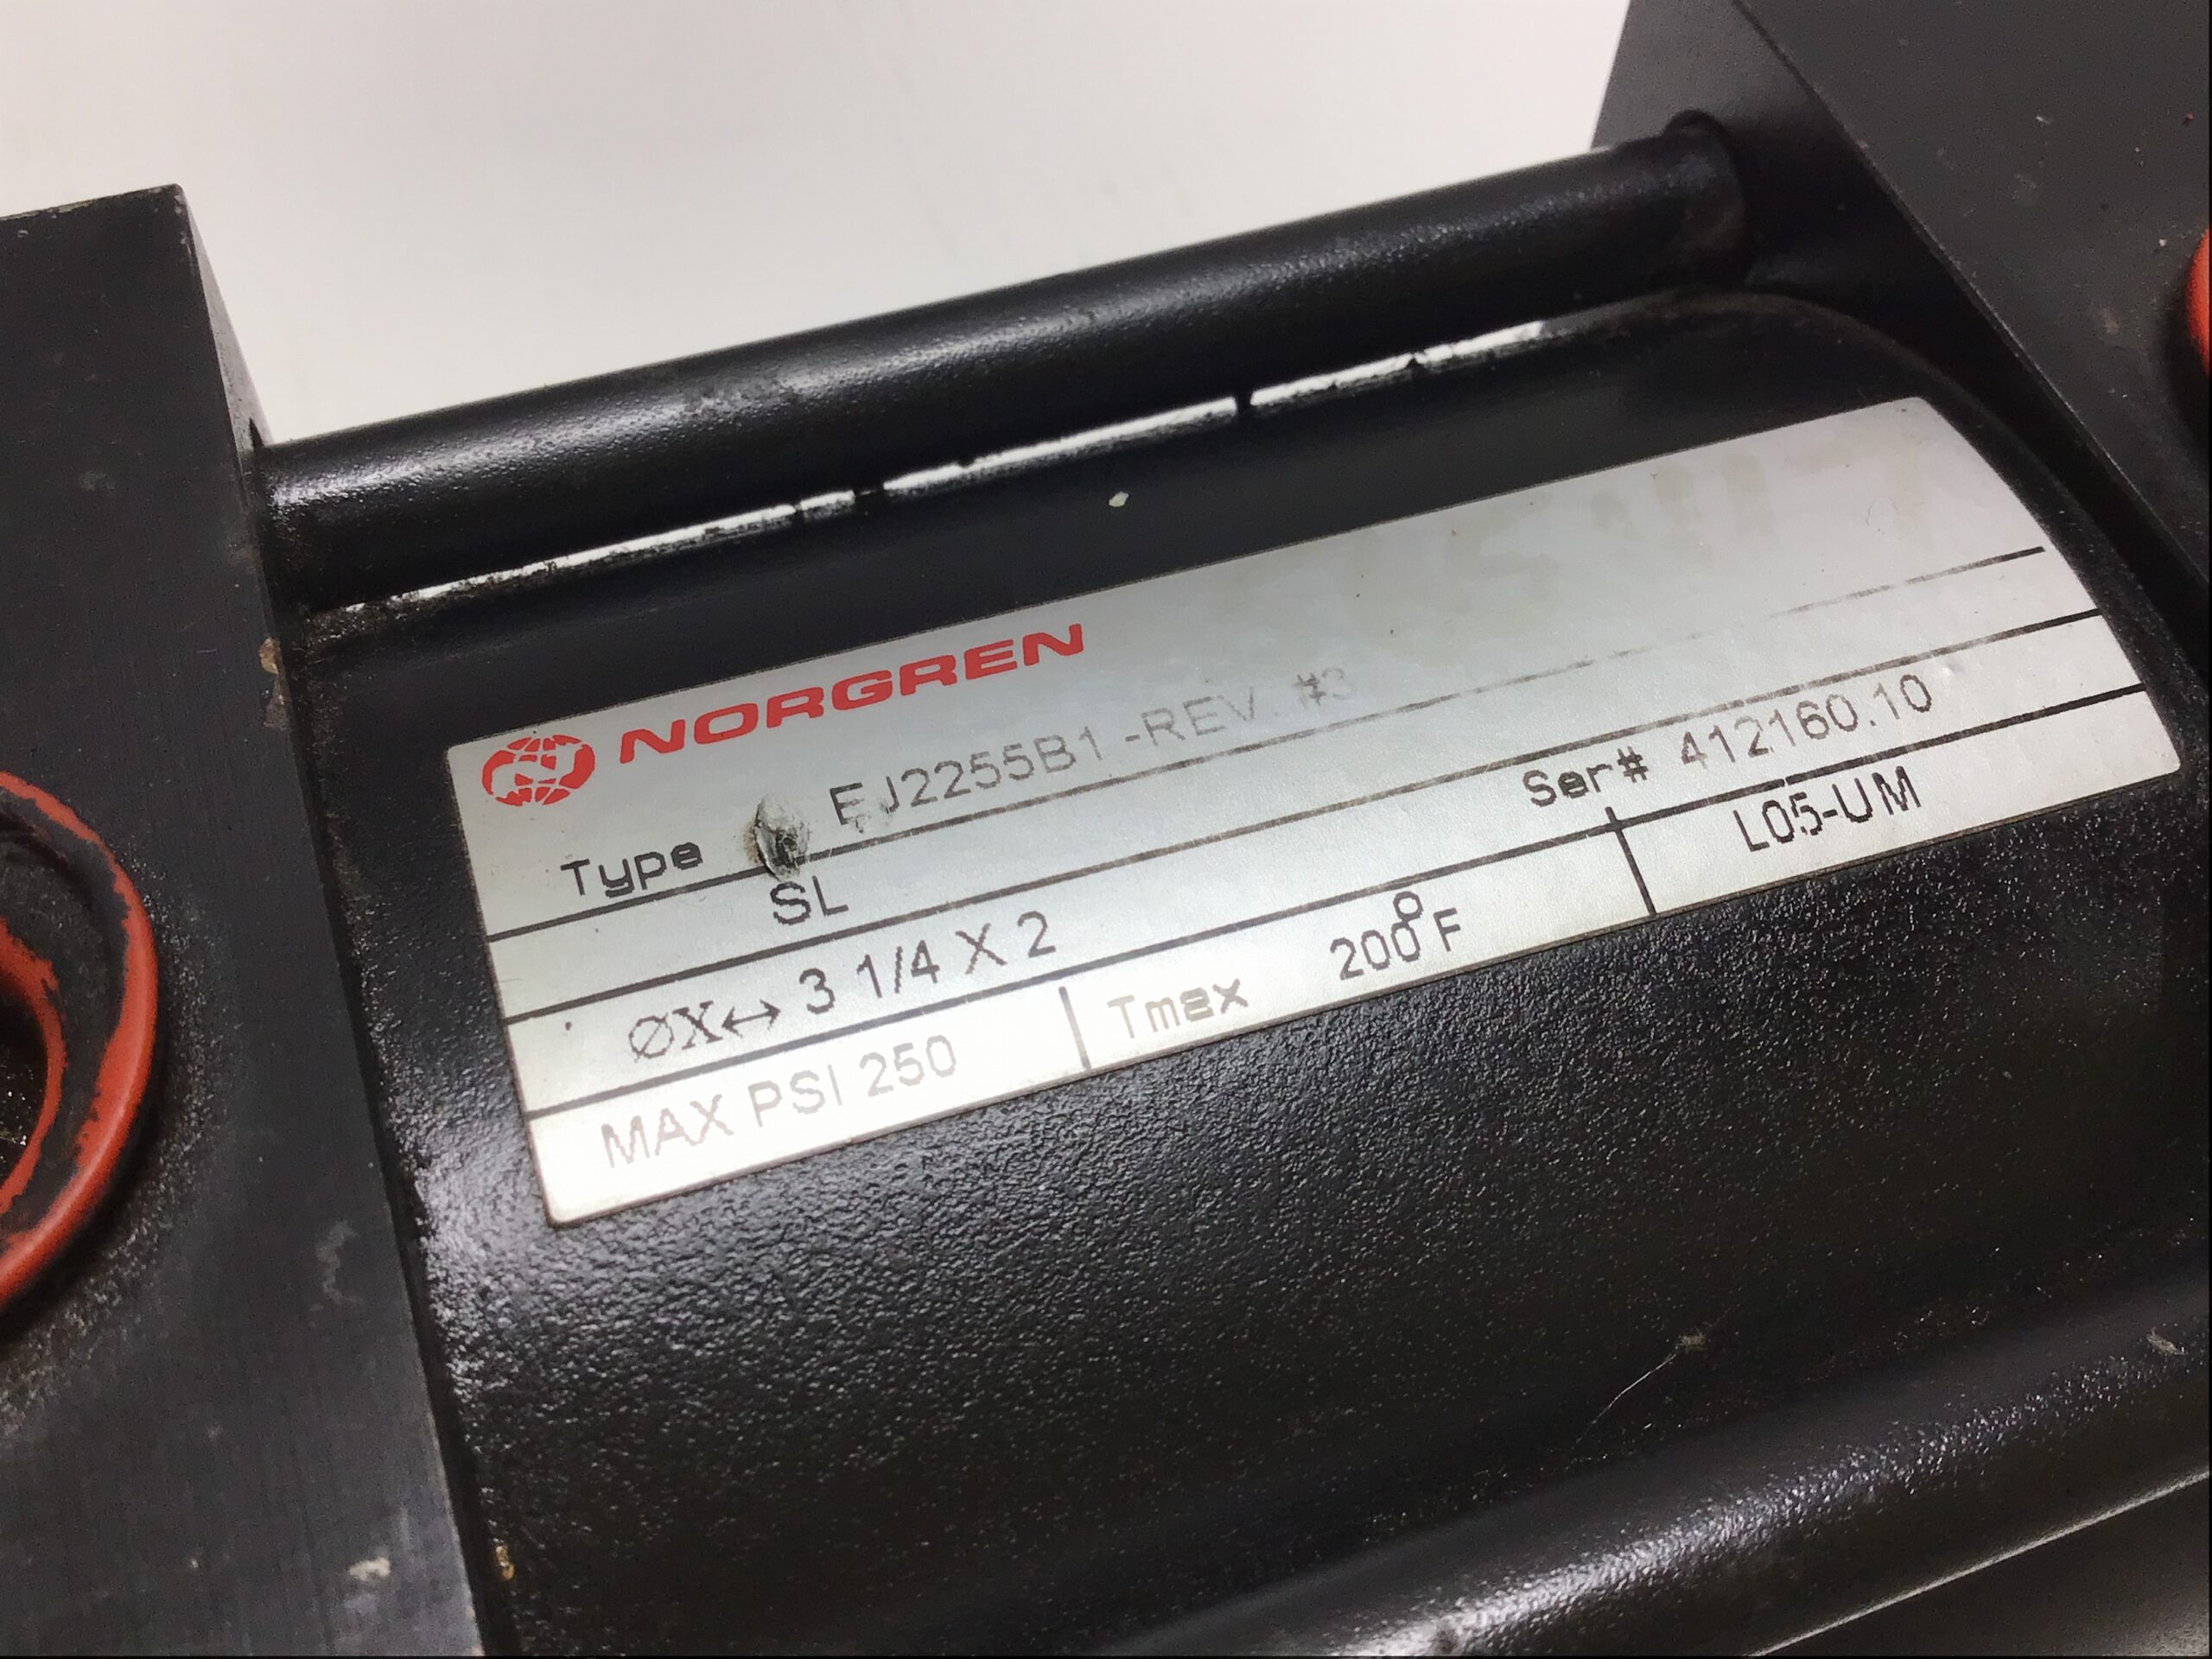 NORGREN
Type EJ2255B1 -REV. #3
SL
Ser# 412160.10
ØX↔ 3 1/4 X 2
L05-UM
MAX PSI 250
Tmax 200°F